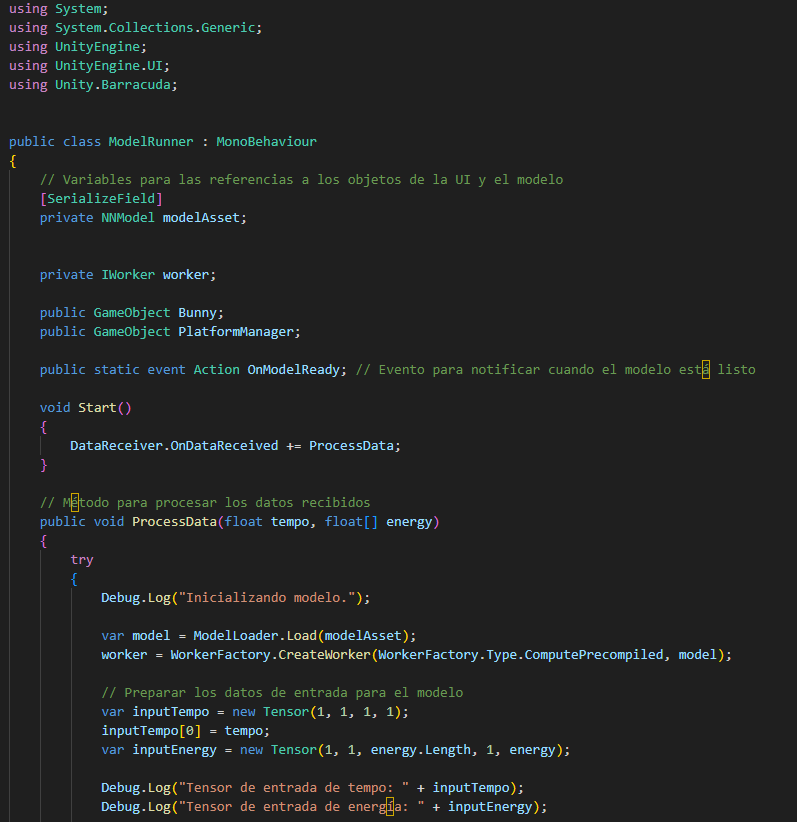 using System;
using System.Collections.Generic;
using UnityEngine;
using UnityEngine.UI;
using Unity.Barracuda;
public class ModelRunner : MonoBehaviour
{
// Variables para las referencias a los objetos de la UI y el modelo
[SerializeField]
private NNModel modelAsset;
private IWorker worker;
public GameObject Bunny;
public GameObject PlatformManager;
public static event Action OnModelReady; // Evento para notificar cuando el modelo está listo
void Start()
{
DataReceiver.OnDataReceived += ProcessData;
}
// Método para procesar los datos recibidos
public void ProcessData(float tempo, float[] energy)
{
try
{
Debug.Log("Inicializando modelo.");
var model = ModelLoader.Load(modelAsset);
worker = WorkerFactory.CreateWorker(WorkerFactory.Type.ComputePrecompiled, model);
// Preparar los datos de entrada para el modelo
var inputTempo = new Tensor(1, 1, 1, 1);
inputTempo[0] = tempo;
var inputEnergy = new Tensor(1, 1, energy.Length, 1, energy);
Debug.Log("Tensor de entrada de tempo: " + inputTempo);
Debug.Log("Tensor de entrada de energía: " + inputEnergy);